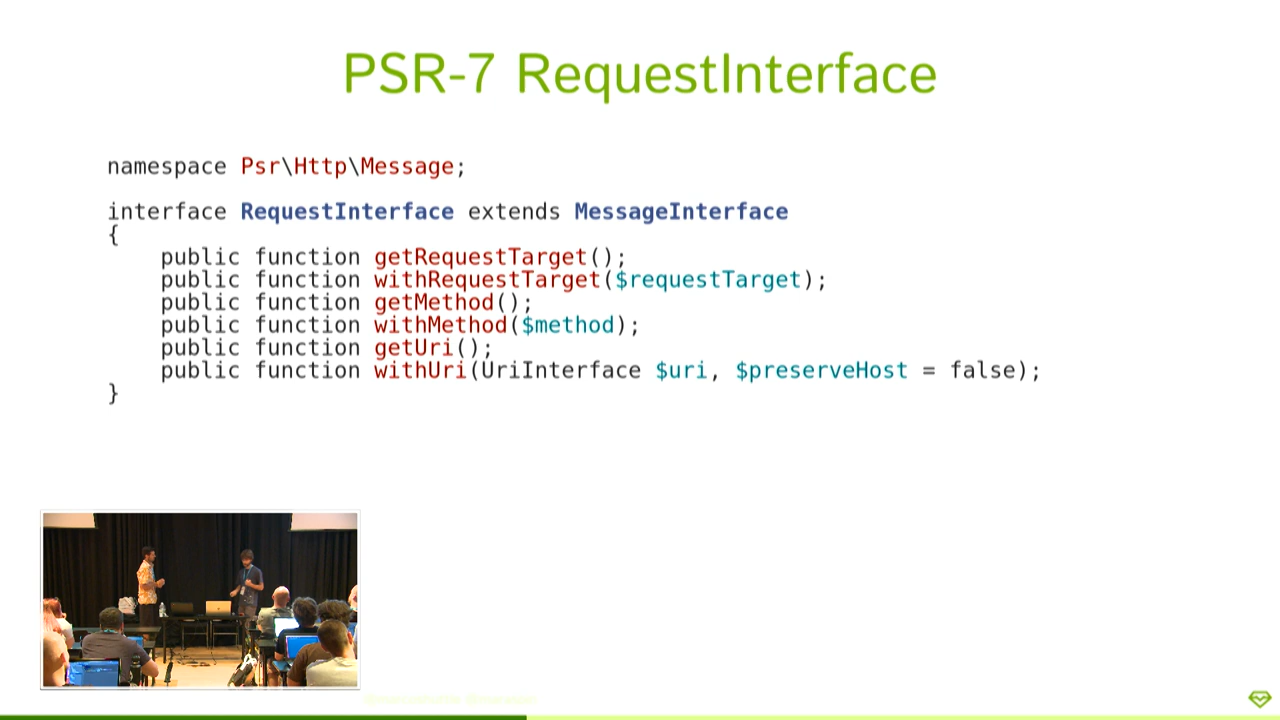 PSR-7 RequestInterface
namespace Psr\Http\Message;
interface RequestInterface extends MessageInterface
{
    public function getRequestTarget();
    public function withRequestTarget($requestTarget);
    public function getMethod();
    public function withMethod($method);
    public function getUri();
    public function withUri(UriInterface $uri, $preserveHost = false);
}